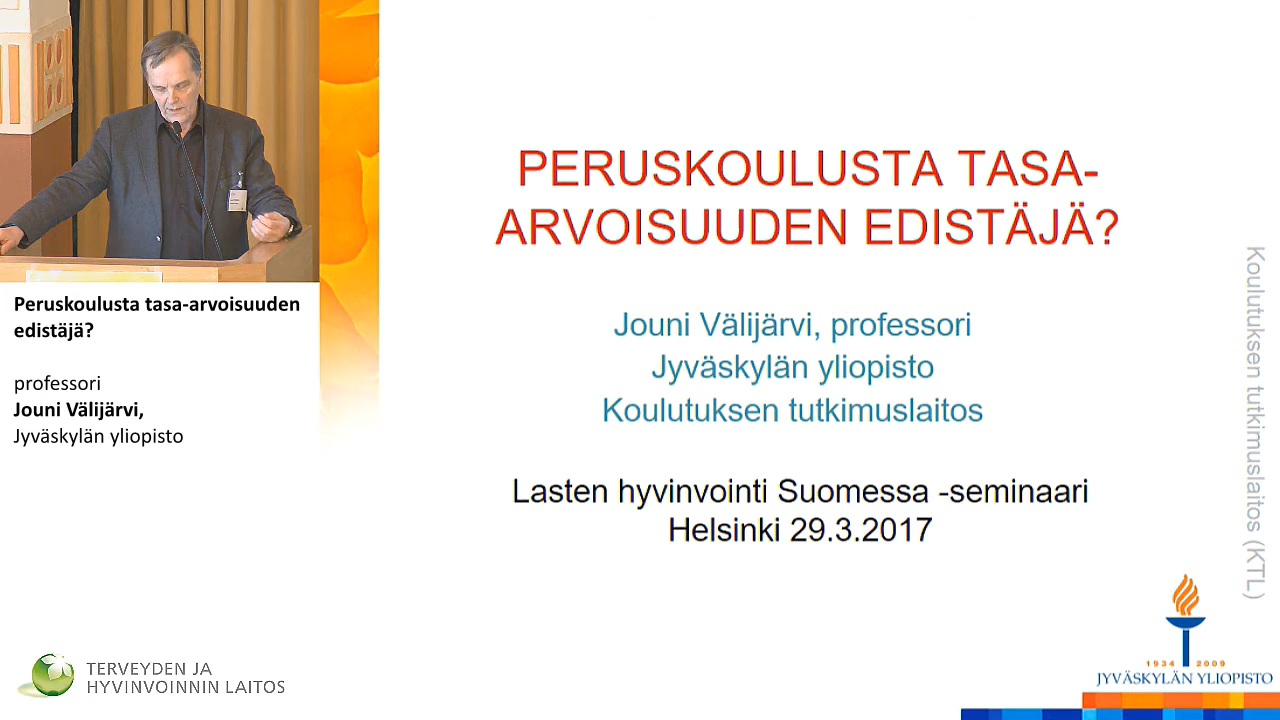 PERUSKOULUSTA TASA-
ARVOISUUDEN EDISTÄJÄ?
Jouni Välijärvi, professori
Jyväskylän yliopisto
Koulutuksen tutkimuslaitos
Lasten hyvinvointi Suomessa -seminaari
Helsinki 29.3.2017
Koulutuksen tutkimuslaitos (KTL)
1934 2009
JYVÄSKYLÄN YLIOPISTO
Peruskoulusta tasa-arvoisuuden
edistäjä?
professori
Jouni Välijärvi,
Jyväskylän yliopisto
TERVEYDEN JA
HYVINVOINNIN LAITOS